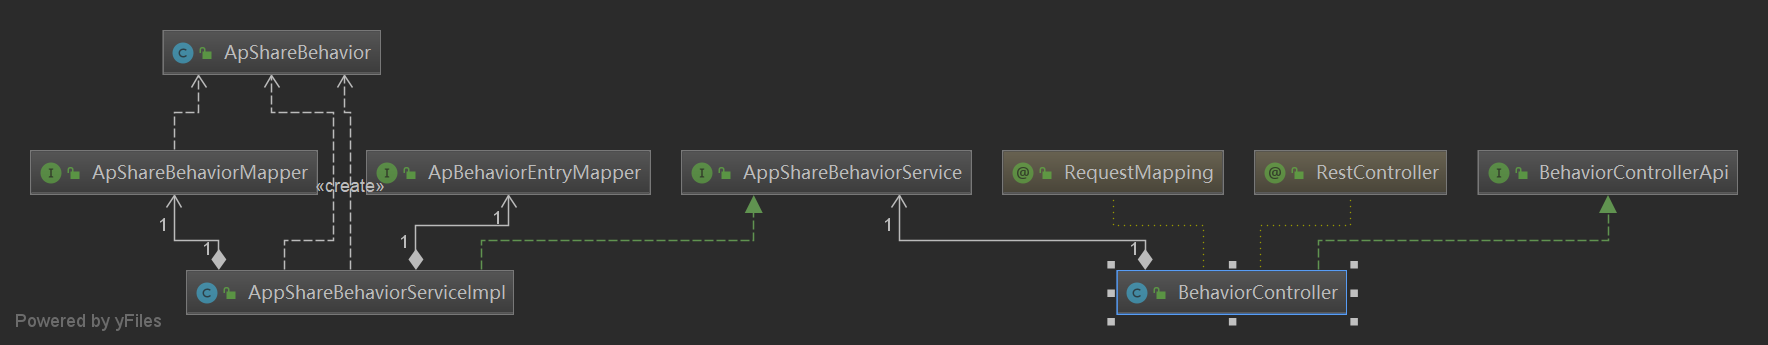 C ApShareBehavior
I ApShareBehaviorMapper
«create»
I ApBehaviorEntryMapper
I AppShareBehaviorService
@ RequestMapping
@ RestController
I BehaviorControllerApi
1
1
1
1
1
1
C AppShareBehaviorServiceImpl
C BehaviorController
Powered by yFiles